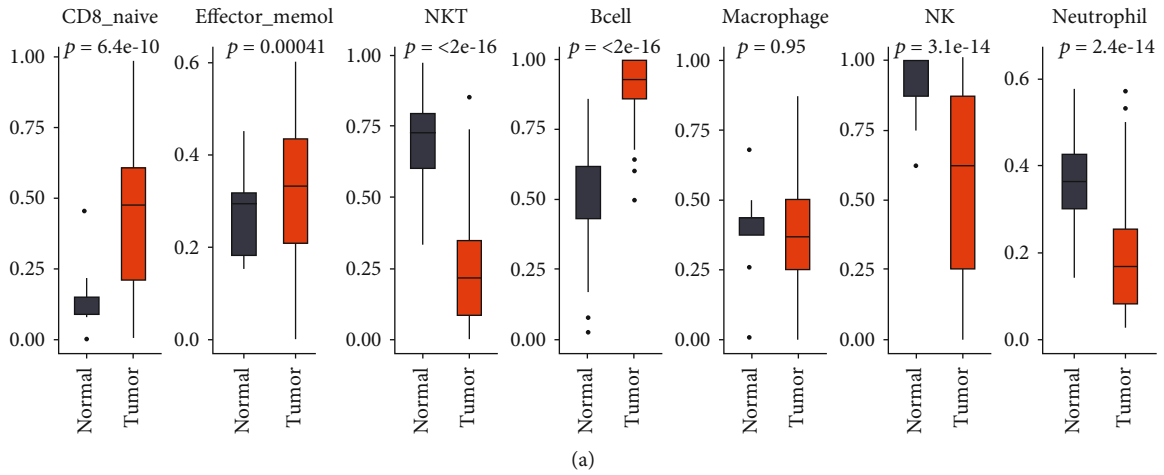 CD8_naive Effector_memol NKT Bcell Macrophage NK Neutrophil
p = 6.4e-10 p = 0.00041 p = <2e-16 p = <2e-16 p = 0.95 p = 3.1e-14 p = 2.4e-14
1.00 0.6 1.00 1.00 1.00 1.00 0.6
0.75 0.4 0.75 0.75 0.75 0.75 0.4
0.50 0.2 0.50 0.50 0.50 0.50 0.2
0.25 0.0 0.25 0.25 0.25 0.25 0.0
0.00 0.00 0.00 0.00 0.00
Normal Tumor Normal Tumor Normal Tumor Normal Tumor Normal Tumor Normal Tumor Normal Tumor
(a)